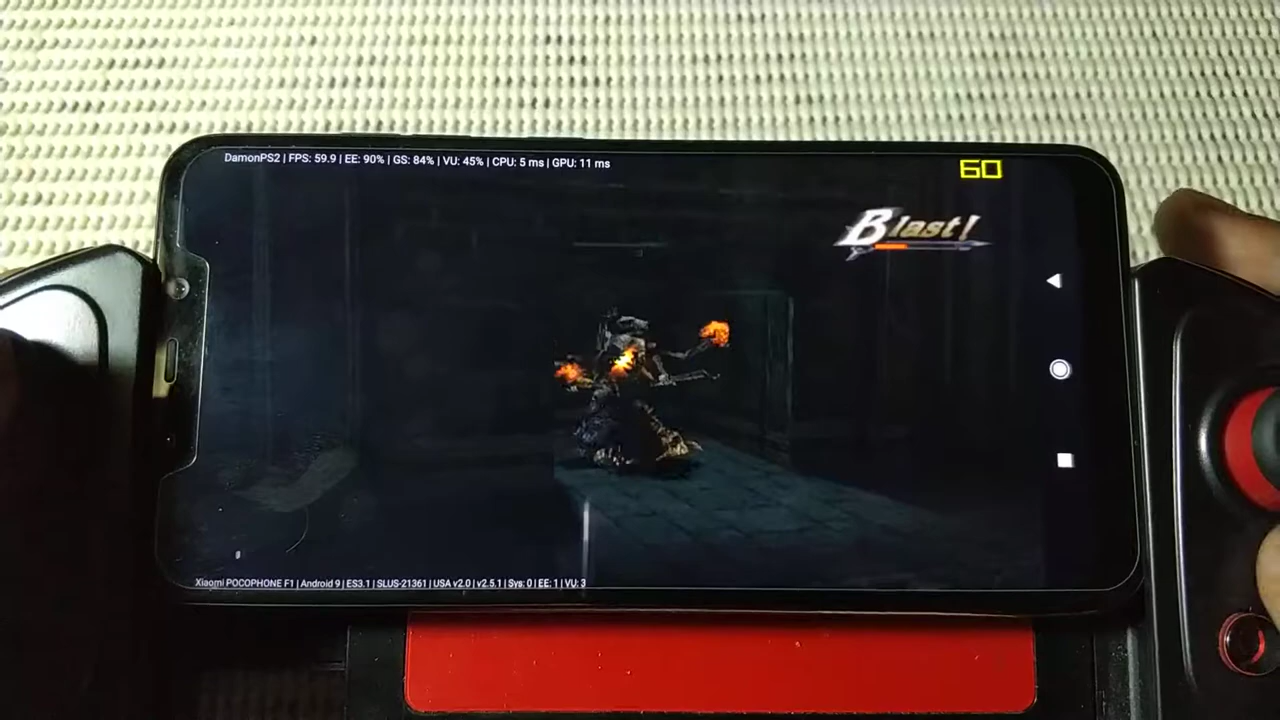 DamonPS2 | FPS: 59.9 | EE: 90% | GS: 84% | VU: 45% | CPU: 5 ms | GPU: 11 ms
60
Blast!
Xiaomi POCOPHONE F1 | Android 9 | ES3.1 | SLUS-21361 | USA v2.0 | v2.5.1 | Sys: 0 | EE: 1 | VU: 3